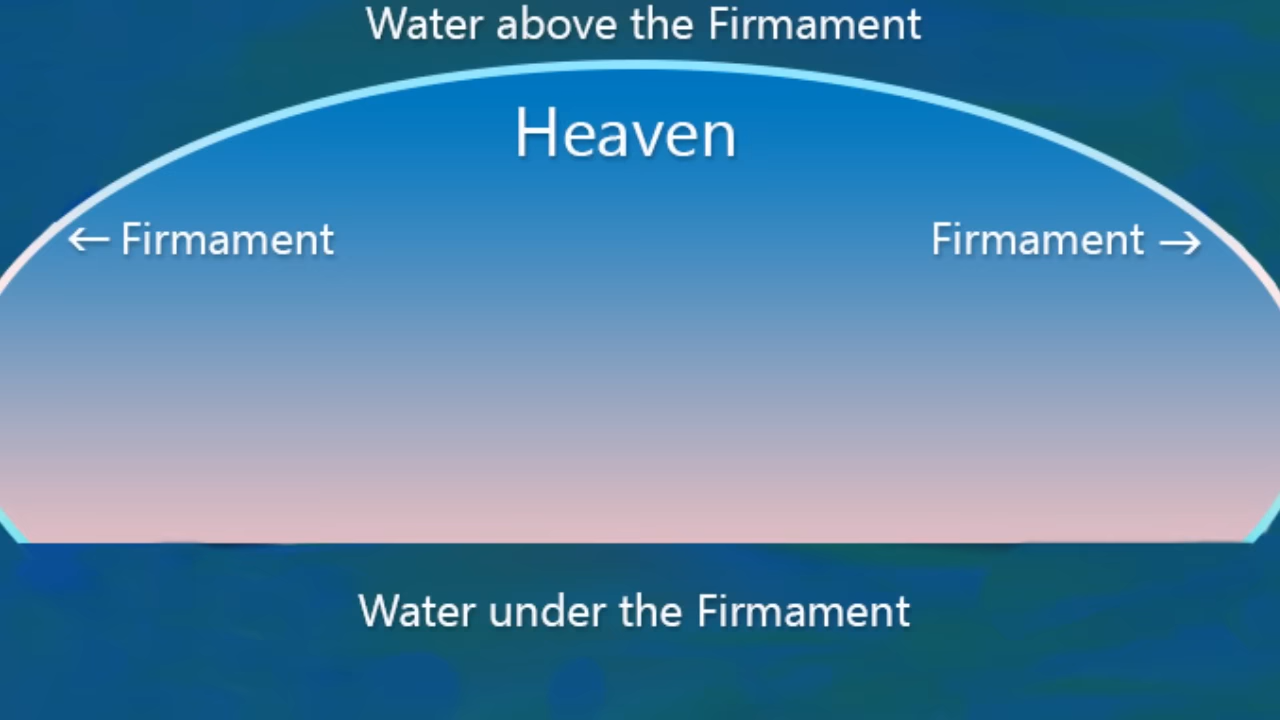 Water above the Firmament
Heaven
← Firmament
Firmament →
Water under the Firmament